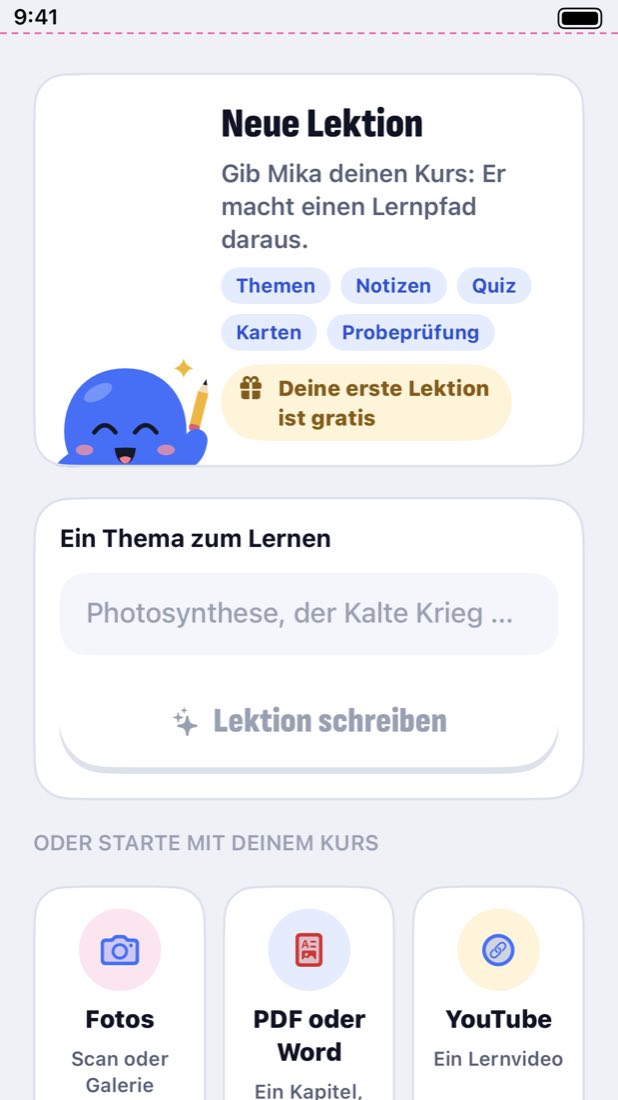 9:41
Neue Lektion
Gib Mika deinen Kurs: Er
macht einen Lernpfad
daraus.
Themen Notizen Quiz
Karten Probeprüfung
Deine erste Lektion
ist gratis
Ein Thema zum Lernen
Photosynthese, der Kalte Krieg ...
Lektion schreiben
ODER STARTE MIT DEINEM KURS
Fotos
Scan oder
Galerie
PDF oder
Word
Ein Kapitel,
YouTube
Ein Lernvideo